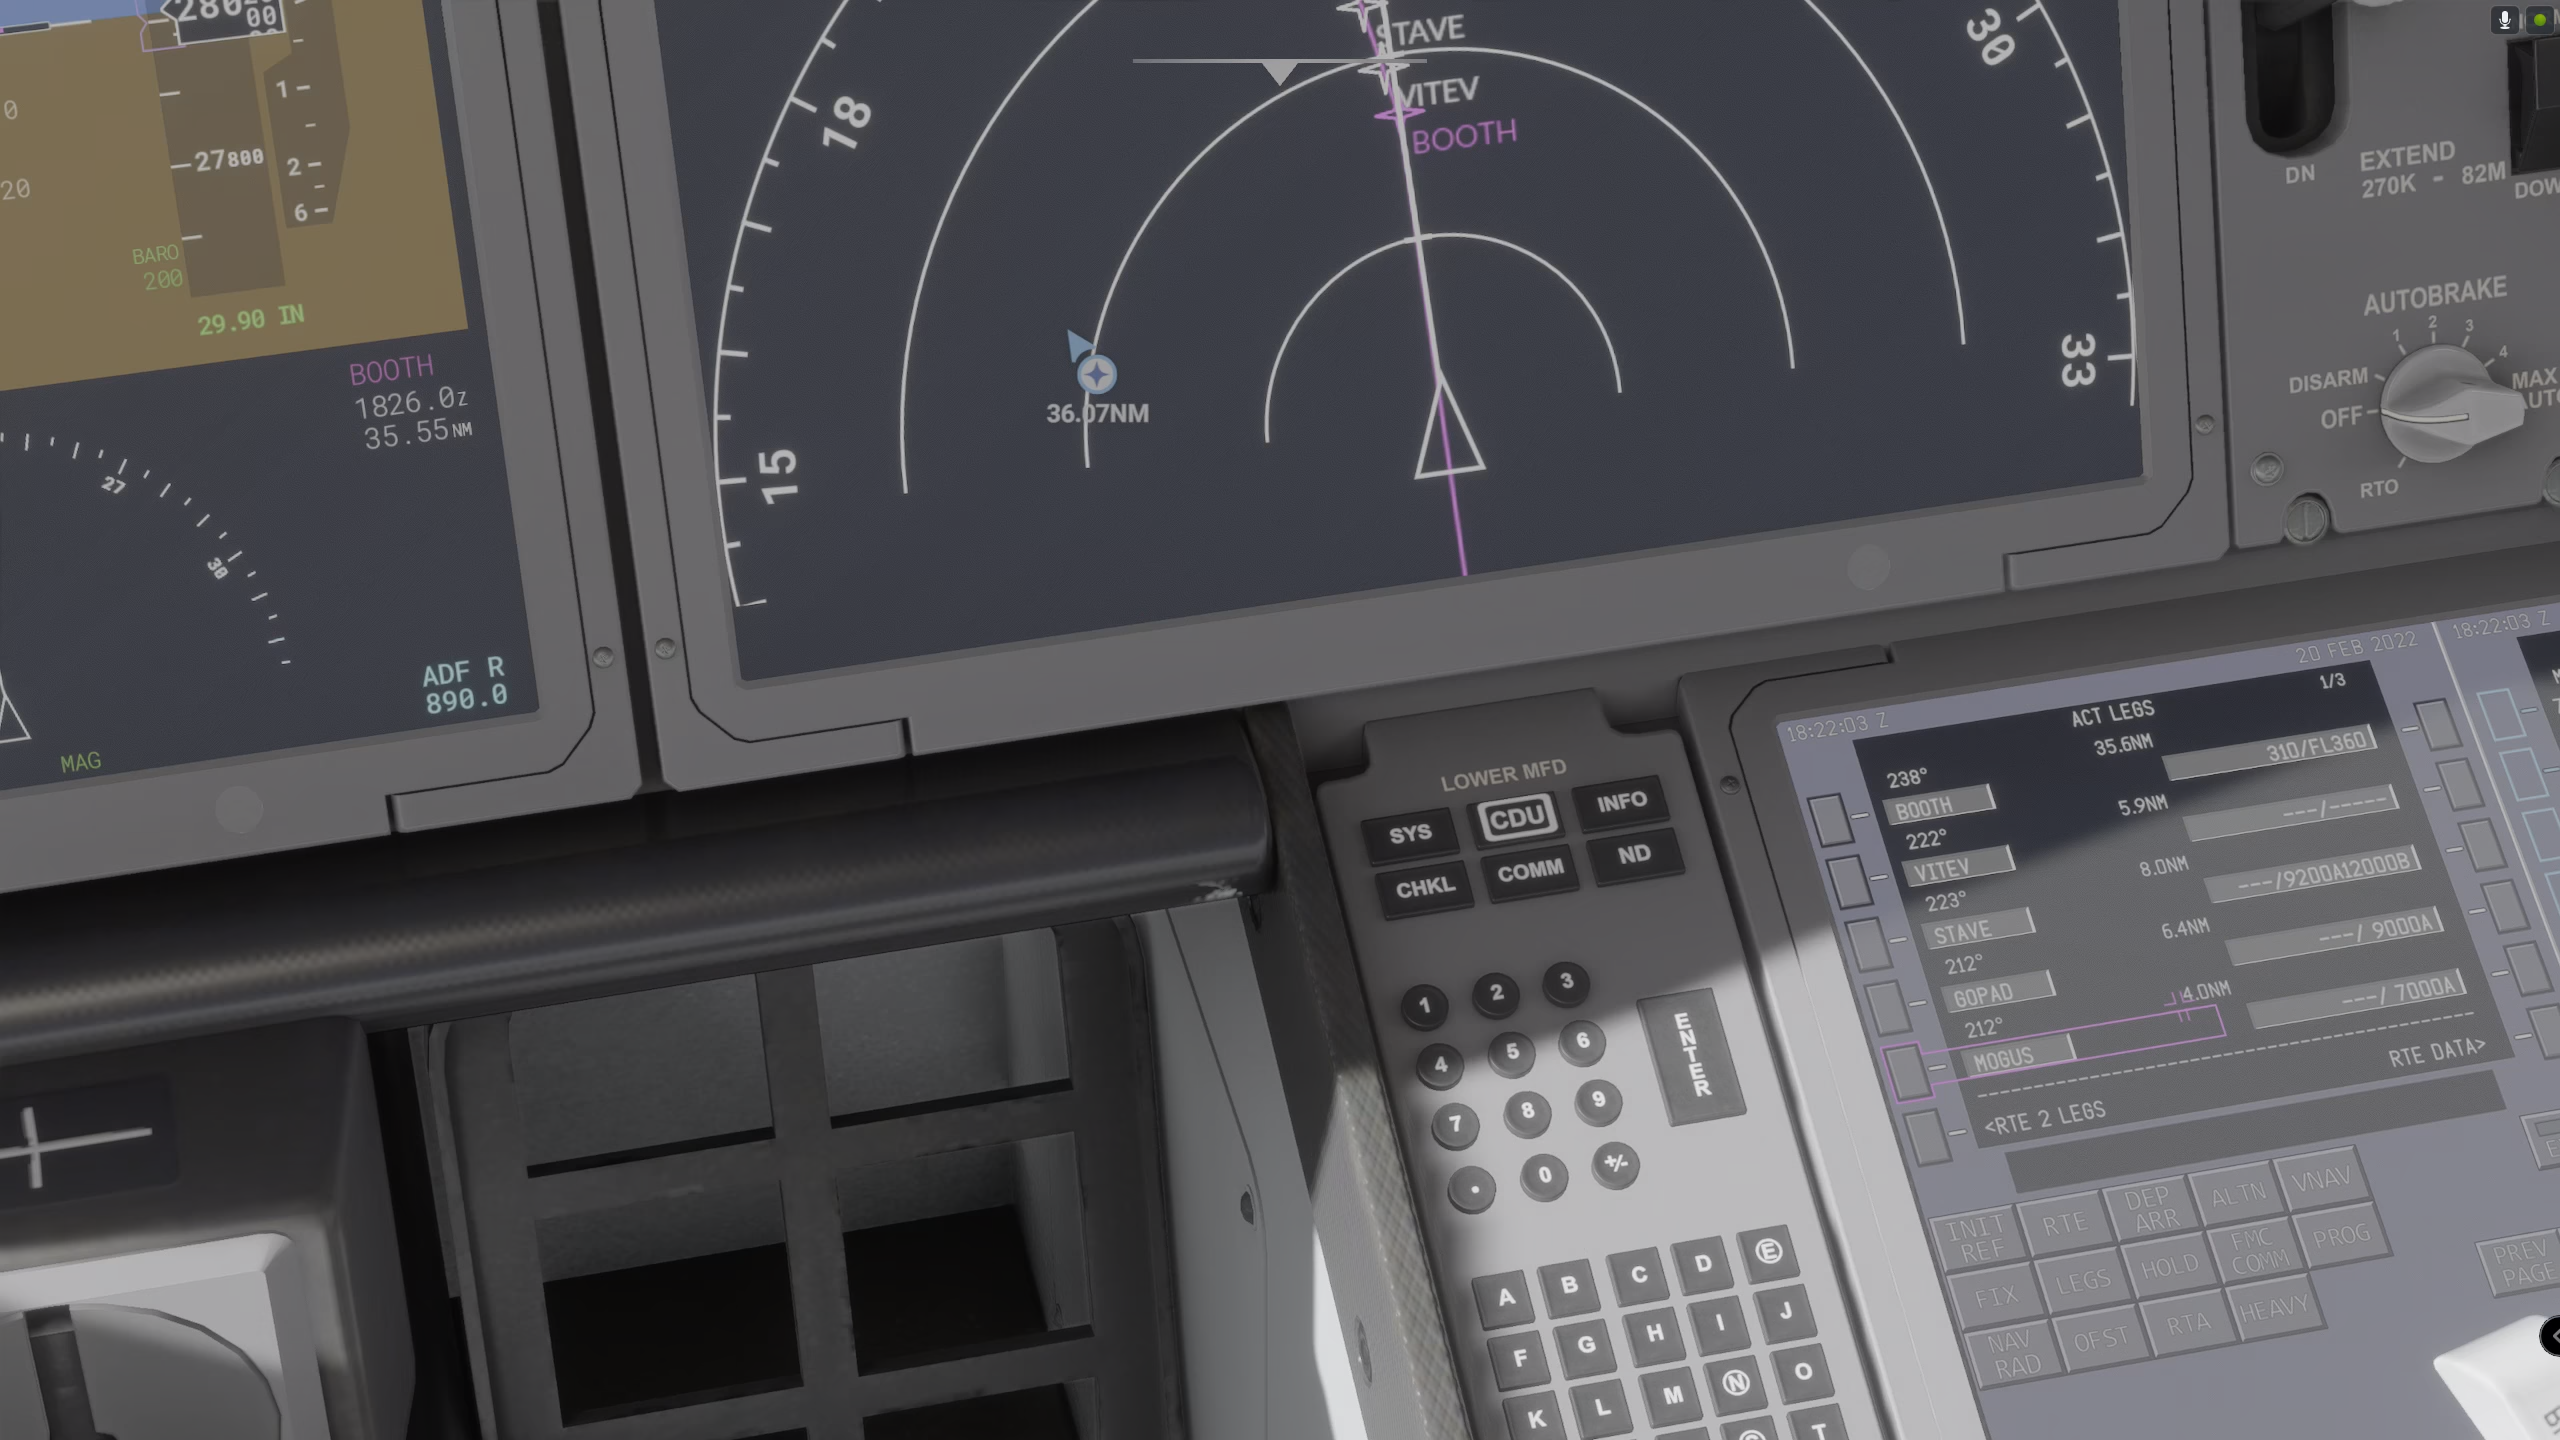 280
00
0
1
27800
2
20
6
BARO
200
29.90 IN
BOOTH
1826.0z
35.55NM
27
30
ADF R
890.0
MAG
STAVE
VITEV
BOOTH
18
30
15
33
36.07NM
DN
EXTEND
270K - 82M
AUTOBRAKE
1
2
3
4
DISARM
OFF
MAX
RTO
LOWER MFD
SYS
CDU
INFO
CHKL
COMM
ND
1
2
3
4
5
6
7
8
9
.
0
+/-
ENTER
A
B
C
D
E
F
G
H
I
J
K
L
M
N
O
18:22:03 Z
20 FEB 2022
18:22:03 Z
ACT LEGS
1/3
238°
35.6NM
BOOTH
310/FL360
222°
5.9NM
VITEV
---/-----
223°
8.0NM
STAVE
---/9200A12000B
212°
6.4NM
GOPAD
---/ 9000A
212°
4.0NM
MOGUS
---/ 7000A
------------------------
<RTE 2 LEGS
RTE DATA>
INIT
REF
RTE
DEP
ARR
ALTN
VNAV
FIX
LEGS
HOLD
FMC
COMM
PROG
NAV
RAD
OFST
RTA
HEAVY
PREV
PAGE